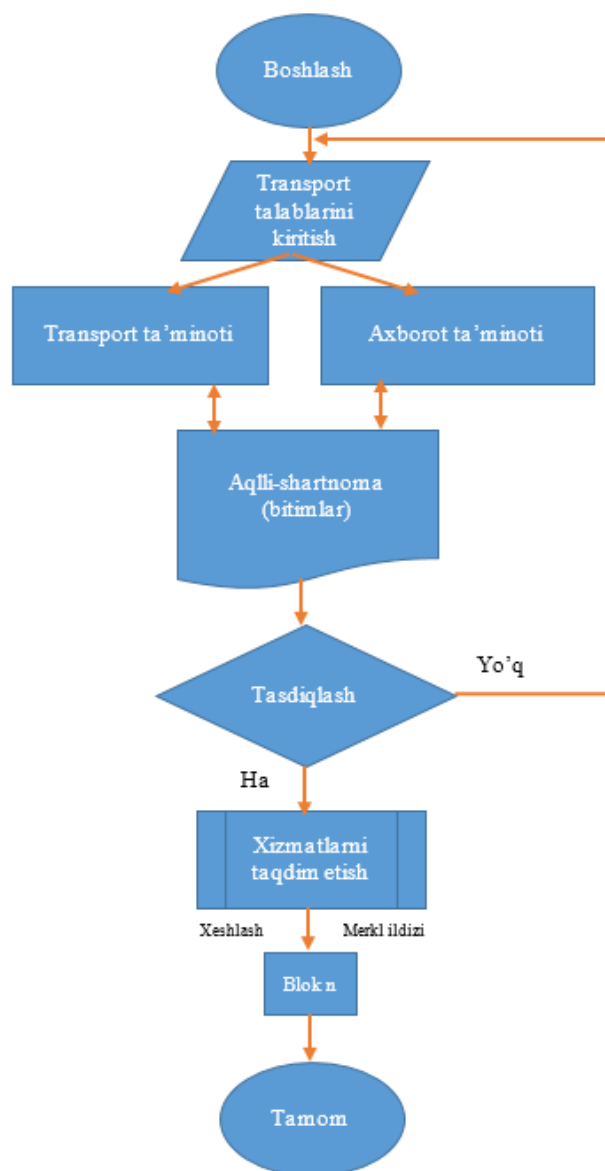 Boshlash
Transport
talablarini
kiritish
Transport ta’minoti
Axborot ta’minoti
Aqlli-shartnoma
(bitimlar)
Tasdiqlash
Yo’q
Ha
Xizmatlarni
taqdim etish
Xeshlash
Merkl ildizi
Blok n
Tamom